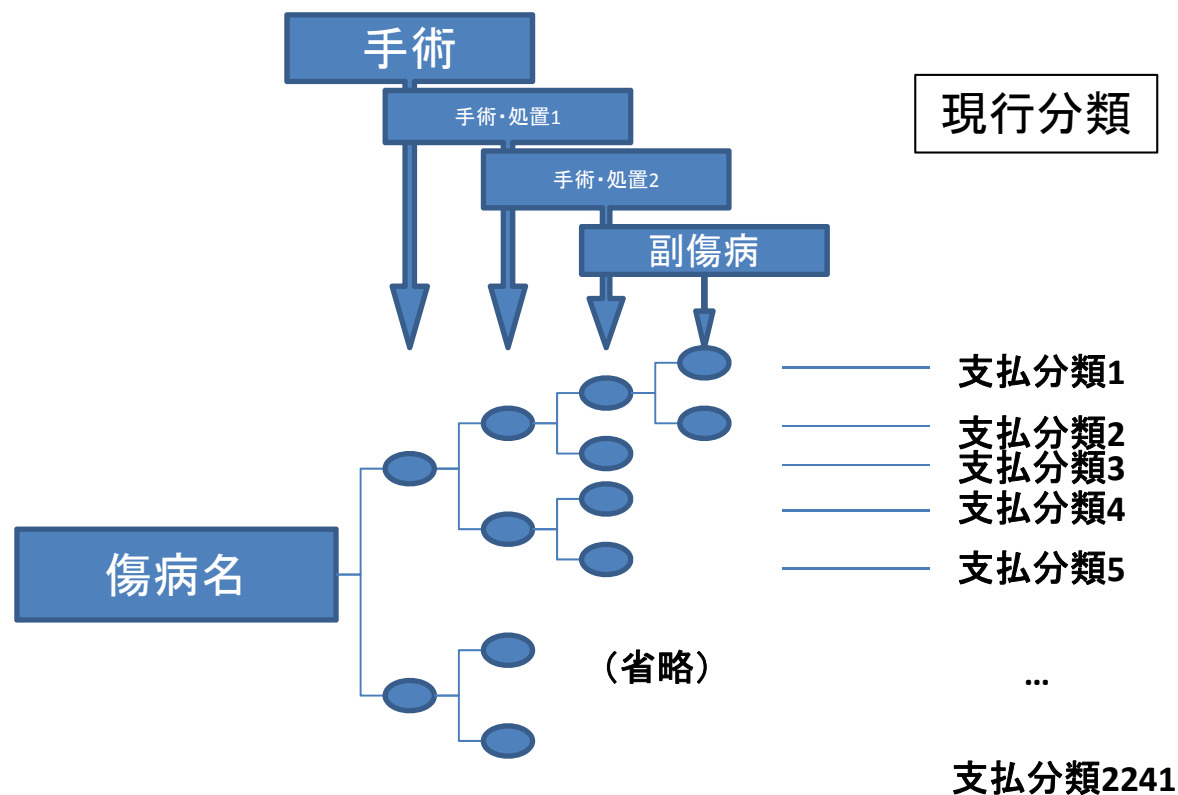 手術
現行分類
手術・処置1
手術・処置2
副傷病
支払分類1
支払分類2
支払分類3
支払分類4
支払分類5
傷病名
（省略）
…
支払分類2241